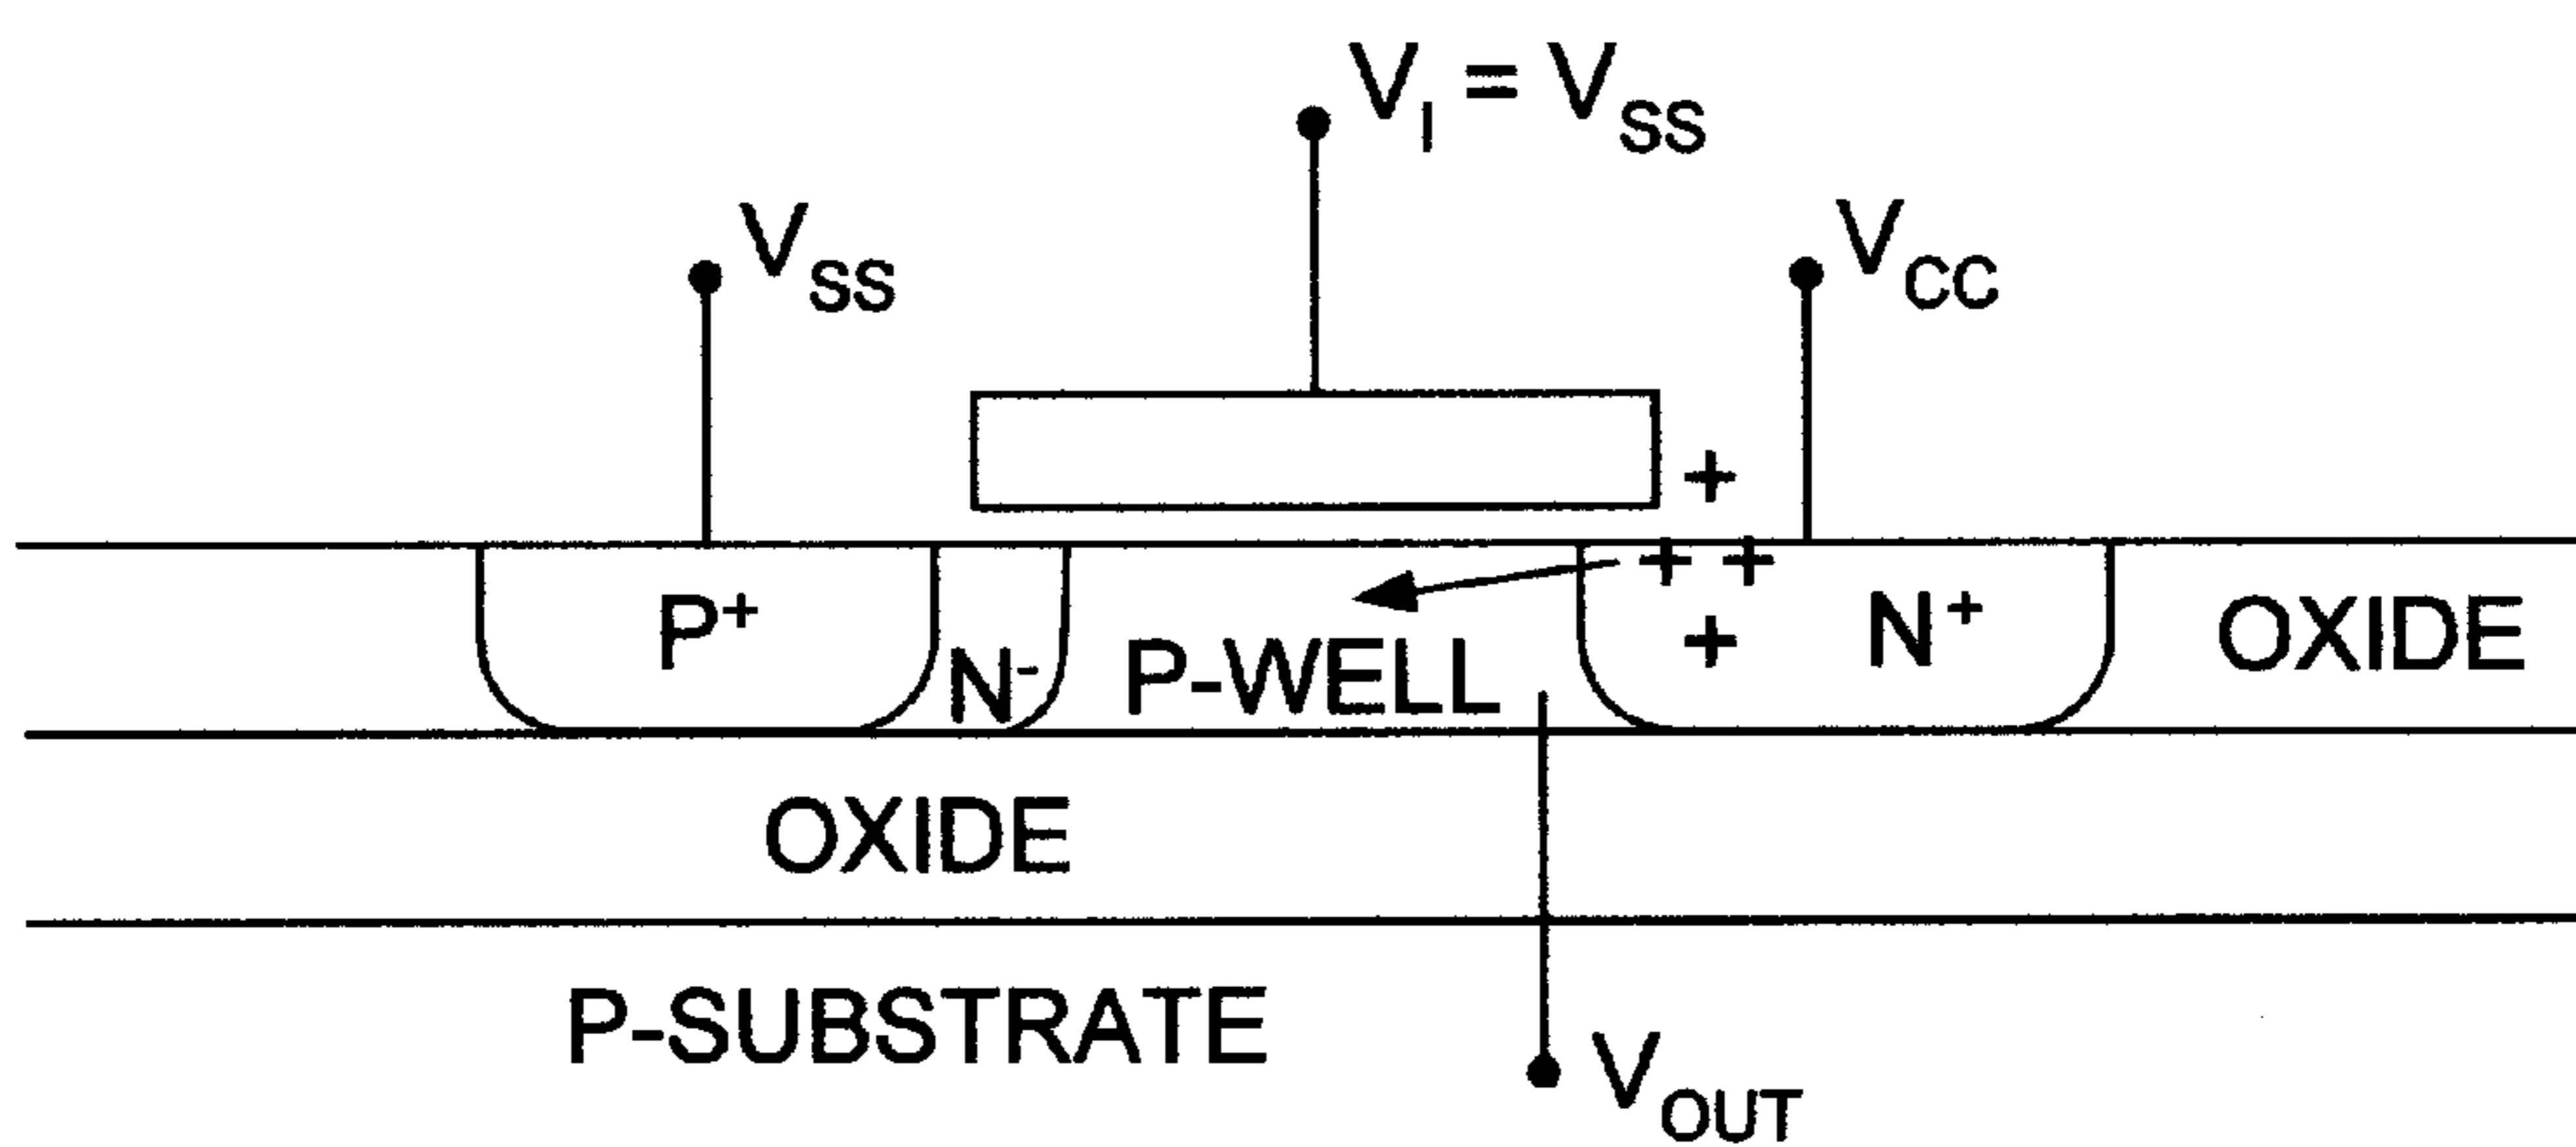 V_I = V_SS
V_SS
V_CC
+
+ +
P⁺
N⁺
OXIDE
+
N⁻
P-WELL
OXIDE
P-SUBSTRATE
V_OUT